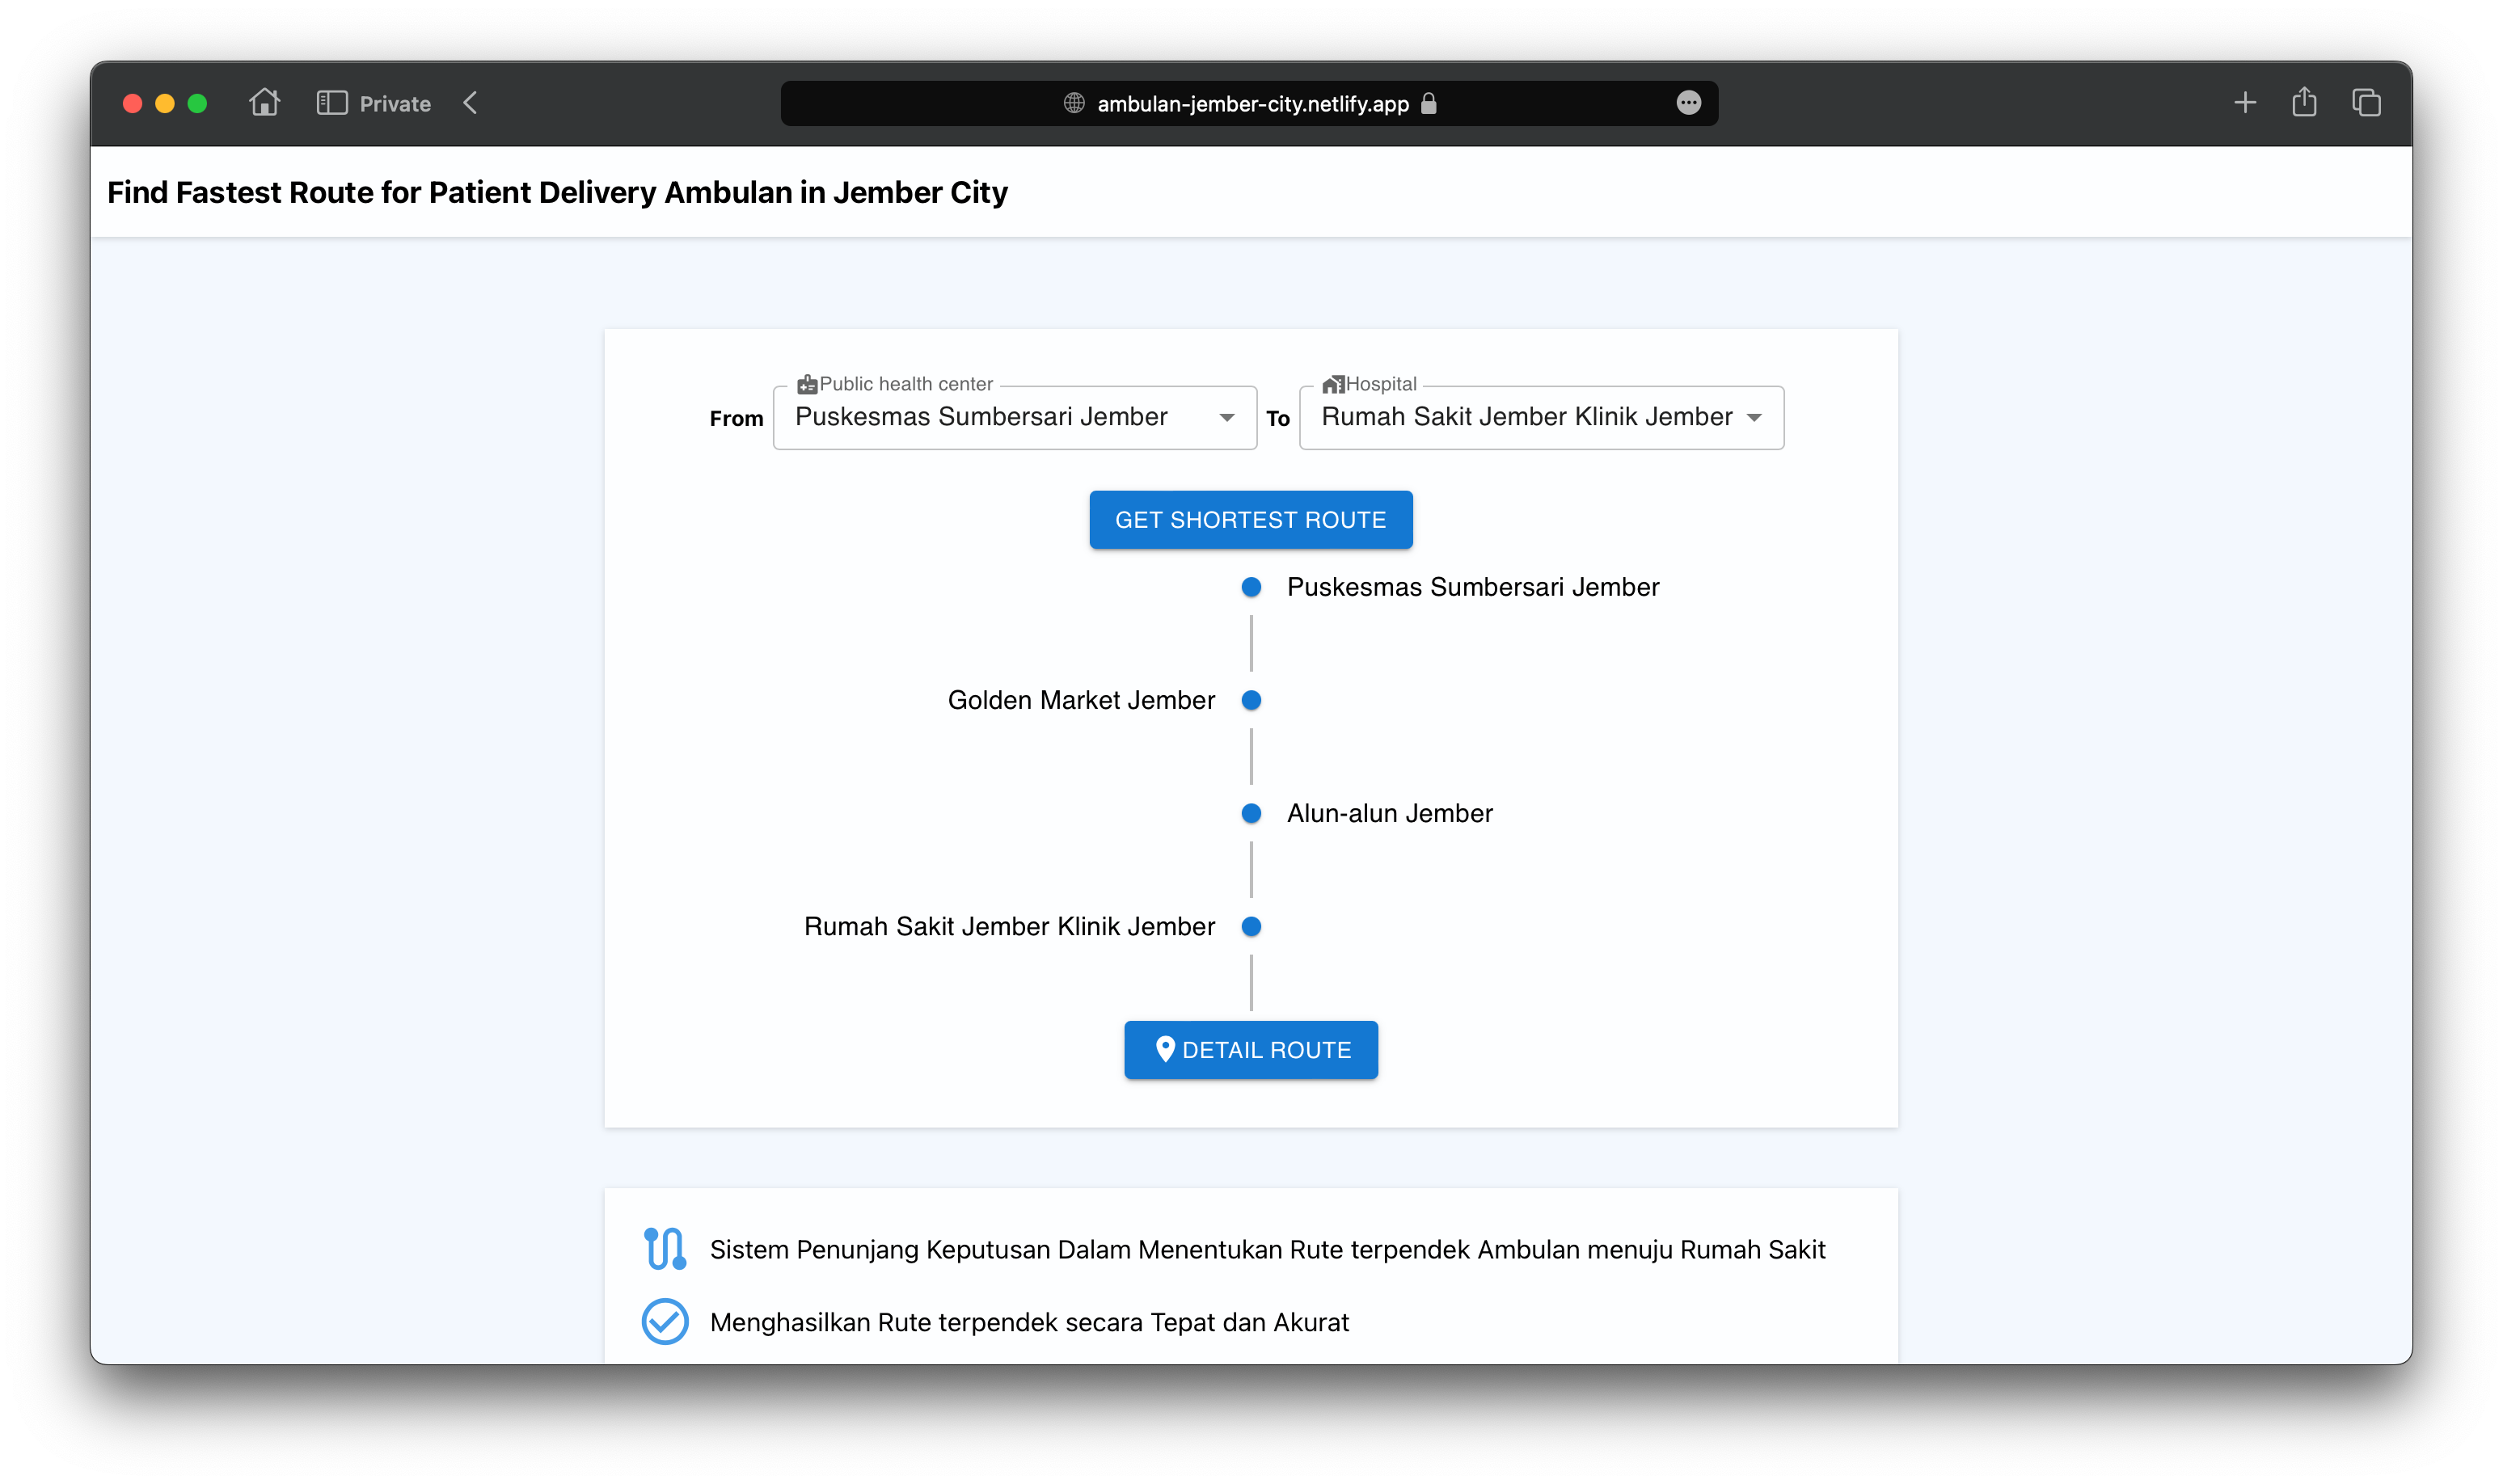 Private
ambulan-jember-city.netlify.app
Find Fastest Route for Patient Delivery Ambulan in Jember City
Public health center
Hospital
From
Puskesmas Sumbersari Jember
To
Rumah Sakit Jember Klinik Jember
GET SHORTEST ROUTE
Puskesmas Sumbersari Jember
Golden Market Jember
Alun-alun Jember
Rumah Sakit Jember Klinik Jember
DETAIL ROUTE
Sistem Penunjang Keputusan Dalam Menentukan Rute terpendek Ambulan menuju Rumah Sakit
Menghasilkan Rute terpendek secara Tepat dan Akurat